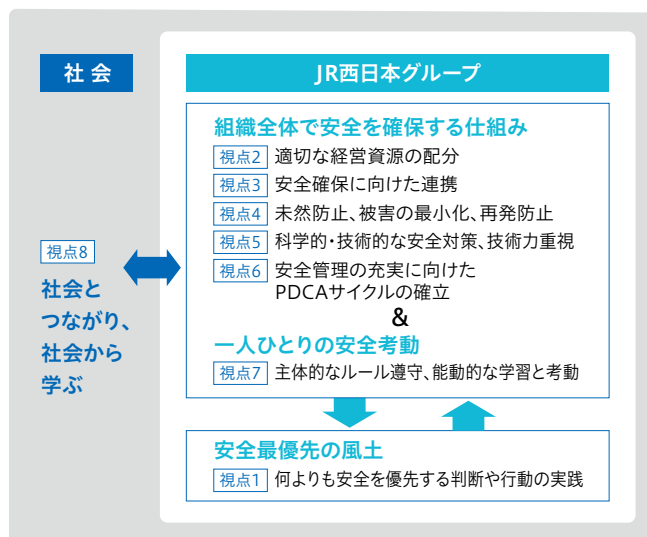 社会
JR西日本グループ
組織全体で安全を確保する仕組み
視点2 適切な経営資源の配分
視点3 安全確保に向けた連携
視点4 未然防止、被害の最小化、再発防止
視点5 科学的・技術的な安全対策、技術力重視
視点6 安全管理の充実に向けた
PDCAサイクルの確立
&
一人ひとりの安全考動
視点7 主体的なルール遵守、能動的な学習と考動
視点8
社会と
つながり、
社会から
学ぶ
安全最優先の風土
視点1 何よりも安全を優先する判断や行動の実践